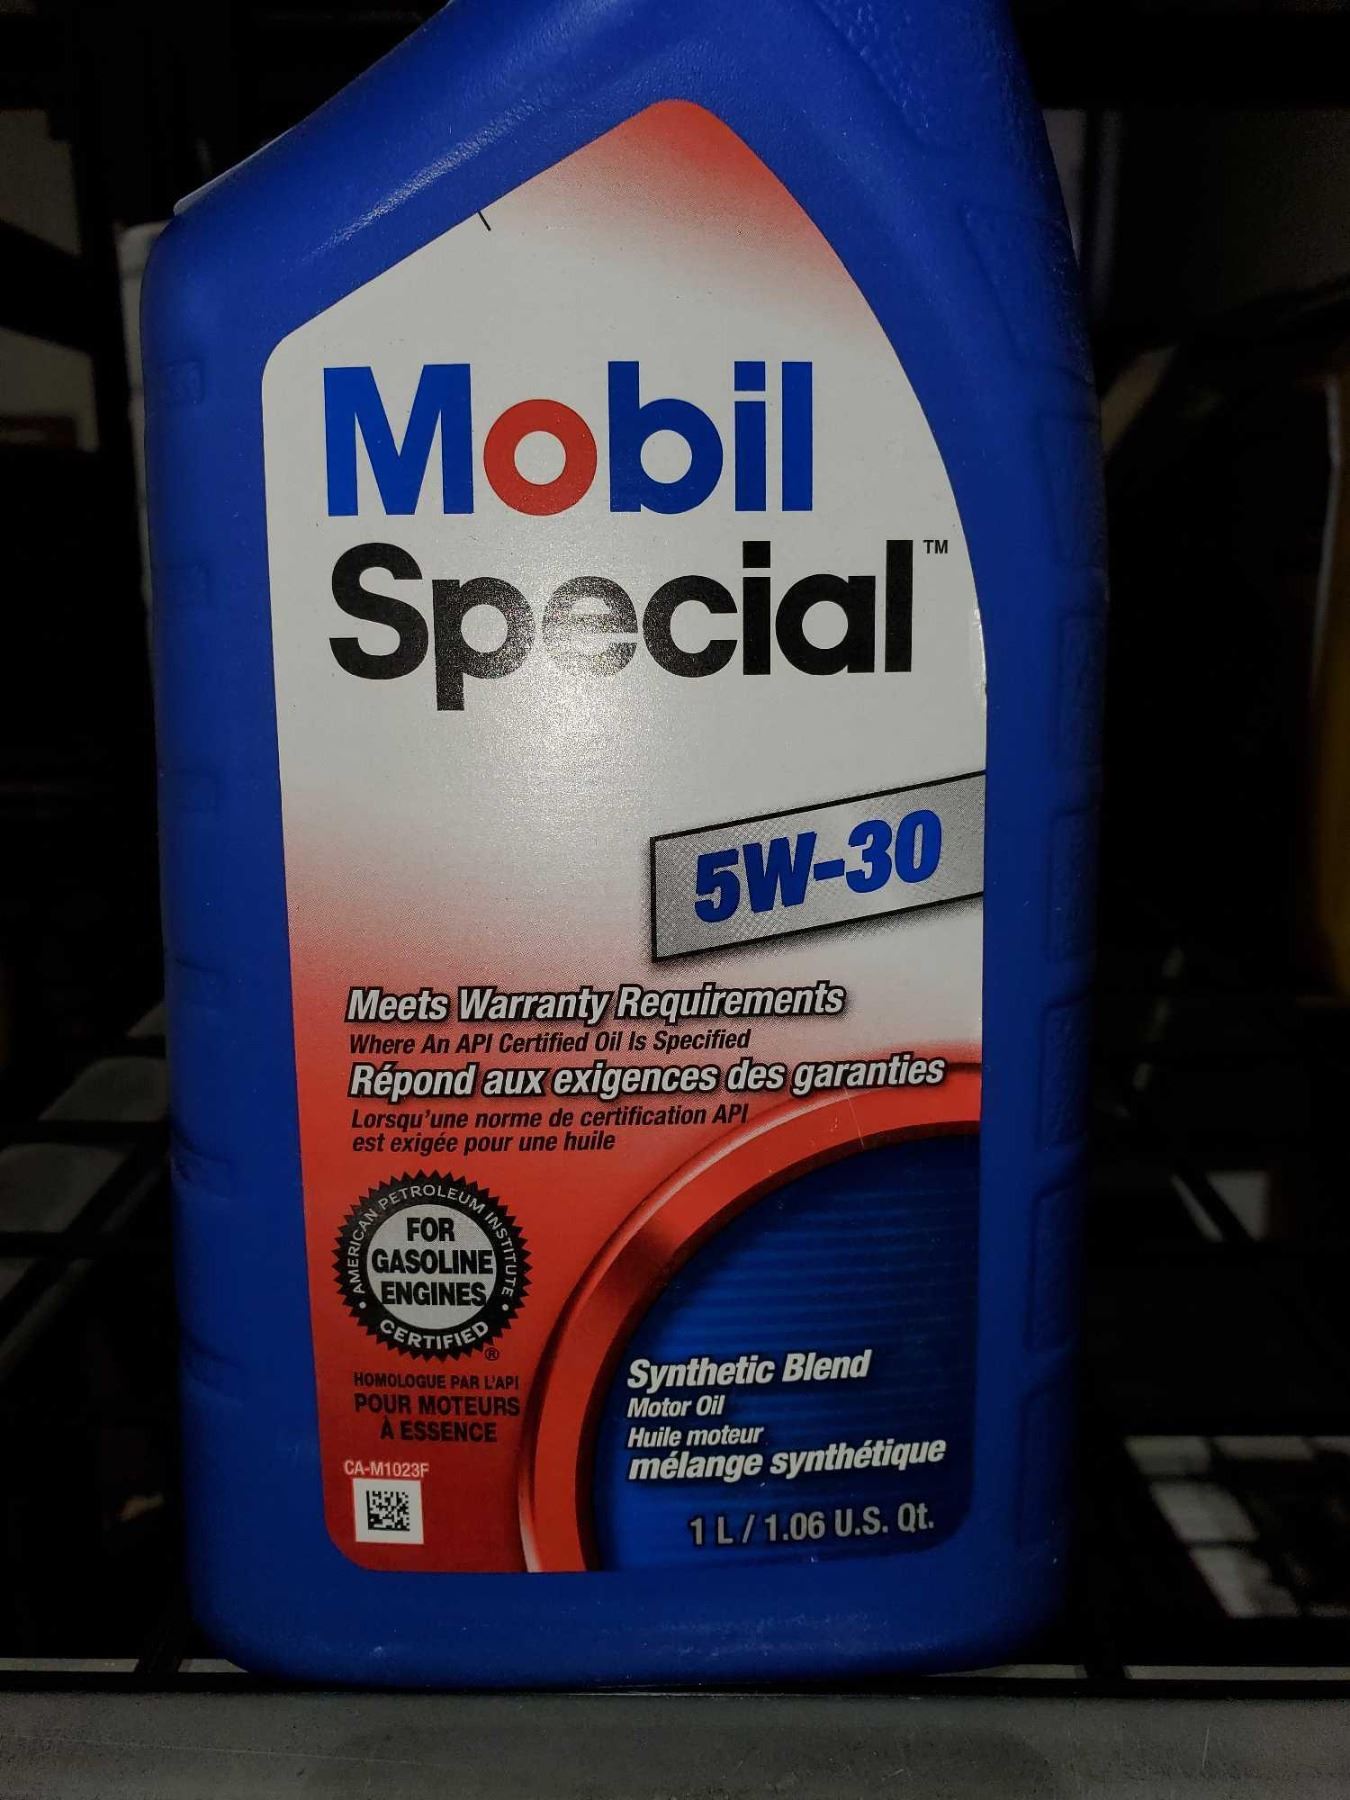 Mobil
Special™
5W-30
Meets Warranty Requirements
Where An API Certified Oil Is Specified
Répond aux exigences des garanties
Lorsqu'une norme de certification API
est exigée pour une huile
AMERICAN PETROLEUM INSTITUTE
FOR
GASOLINE
ENGINES
CERTIFIED
®
HOMOLOGUE PAR L'API
POUR MOTEURS
À ESSENCE
CA-M1023F
Synthetic Blend
Motor Oil
Huile moteur
mélange synthétique
1 L / 1.06 U.S. Qt.